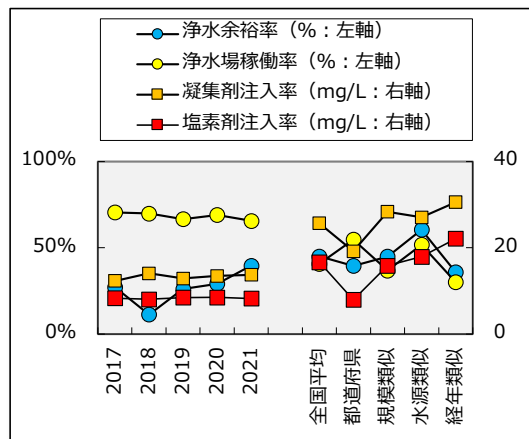 浄水余裕率（%：左軸）
浄水場稼働率（%：左軸）
凝集剤注入率（mg/L：右軸）
塩素剤注入率（mg/L：右軸）
100%
50%
0%
40
20
0
2017
2018
2019
2020
2021
全国平均
都道府県
規模類似
水源類似
経年類似